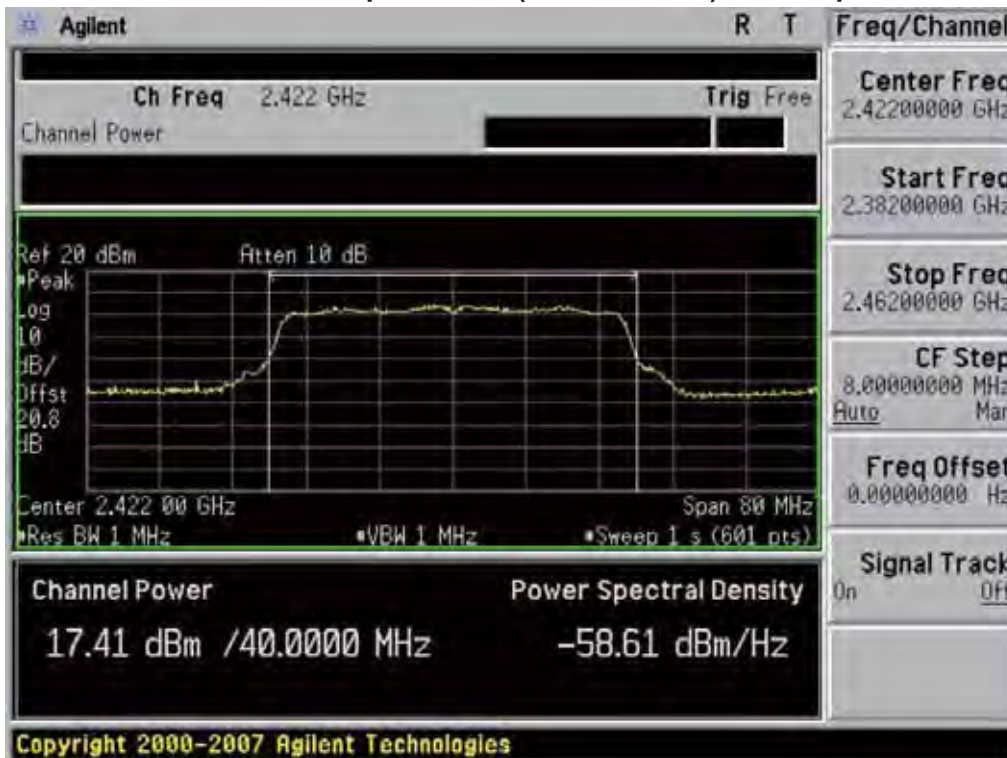 Agilent R T Freq/Channel
Ch Freq 2.422 GHz Trig Free
Channel Power
Center Freq
2.42200000 GHz
Start Freq
2.38200000 GHz
Stop Freq
2.46200000 GHz
CF Step
8.00000000 MHz
Auto Man
Freq Offset
0.00000000 Hz
Signal Track
On Off
Ref 20 dBm Atten 10 dB
Peak
Log
10
dB/
Offst
20.8
dB
Center 2.422 00 GHz Span 80 MHz
Res BW 1 MHz VBW 1 MHz Sweep 1 s (601 pts)
Channel Power Power Spectral Density
17.41 dBm /40.0000 MHz -58.61 dBm/Hz
Copyright 2000-2007 Agilent Technologies